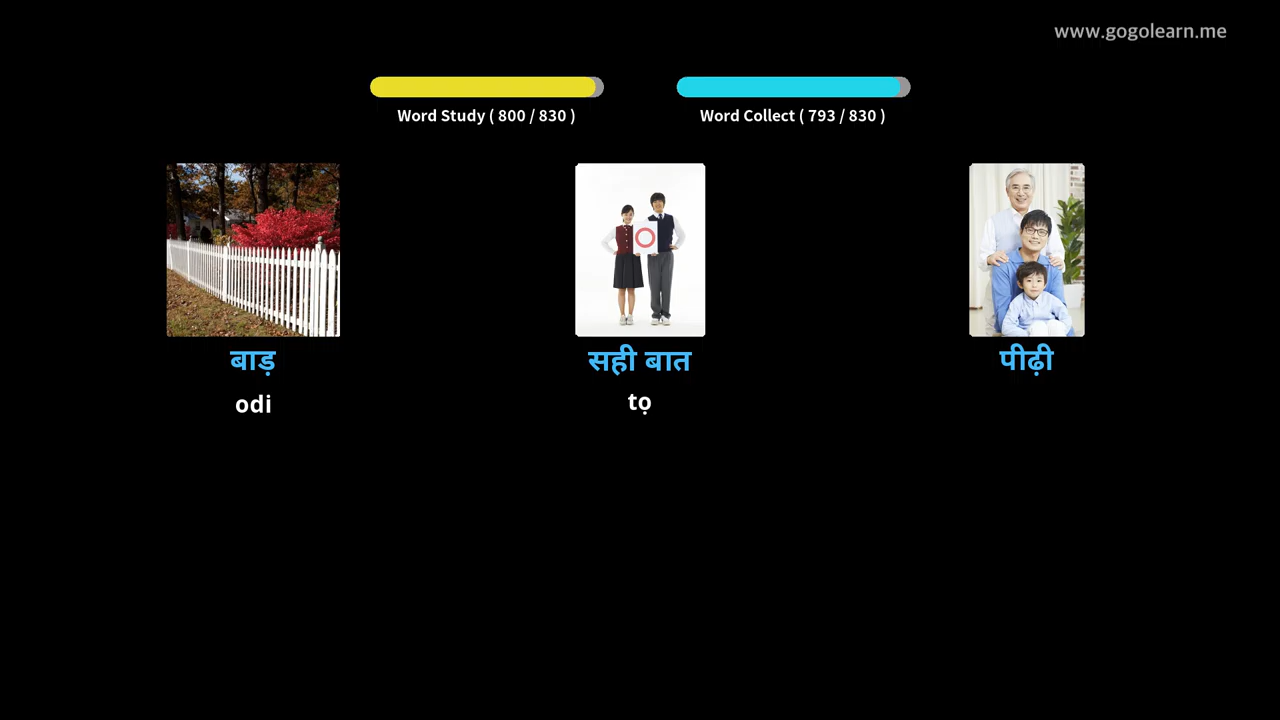 www.gogolearn.me
Word Study ( 800 / 830 )
Word Collect ( 793 / 830 )
बाड़
सही बात
पीढ़ी
odi
tọ